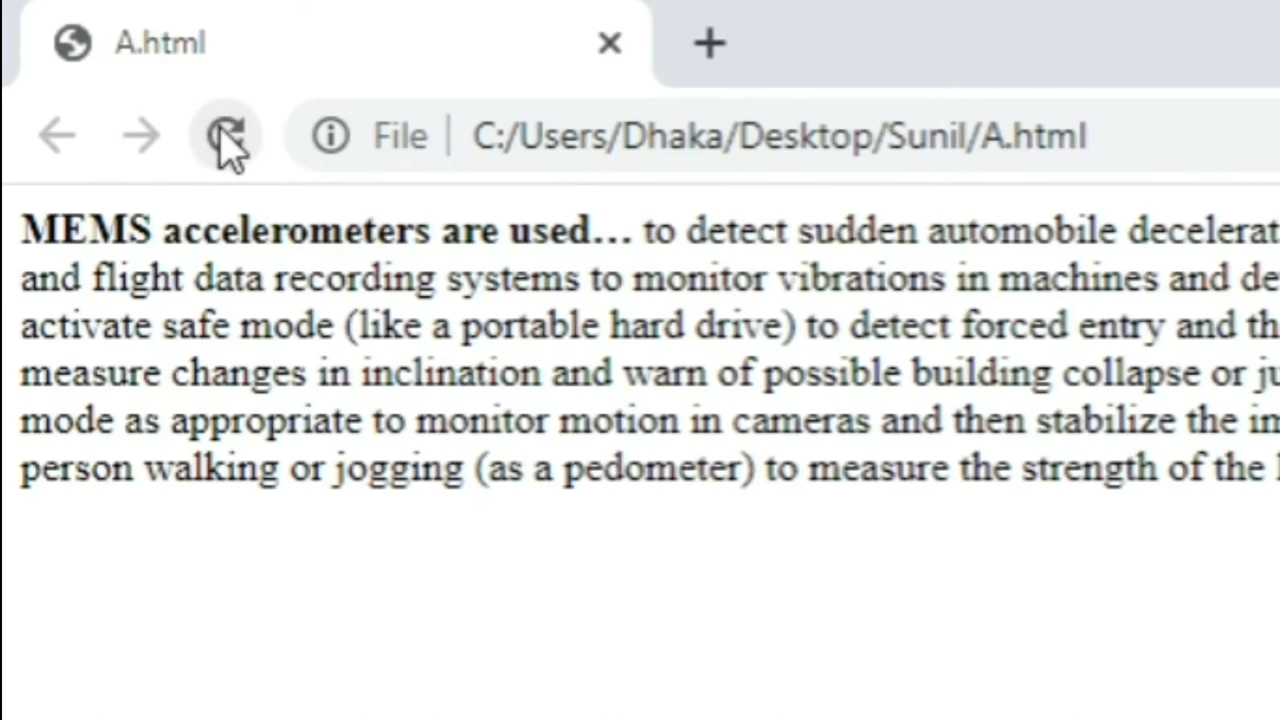 A.html
File C:/Users/Dhaka/Desktop/Sunil/A.html
MEMS accelerometers are used... to detect sudden automobile
and flight data recording systems to monitor vibrations in machines and
activate safe mode (like a portable hard drive) to detect forced entry and
measure changes in inclination and warn of possible building collapse or
mode as appropriate to monitor motion in cameras and then stabilize the
person walking or jogging (as a pedometer) to measure the strength of the